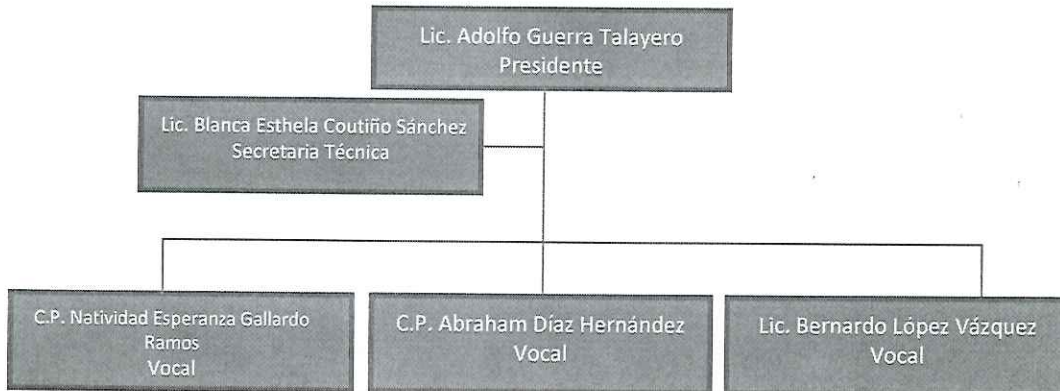 Lic. Adolfo Guerra Talayero
Presidente
Lic. Blanca Esthela Coutiño Sánchez
Secretaria Técnica
C.P. Natividad Esperanza Gallardo
Ramos
Vocal
C.P. Abraham Díaz Hernández
Vocal
Lic. Bernardo López Vázquez
Vocal